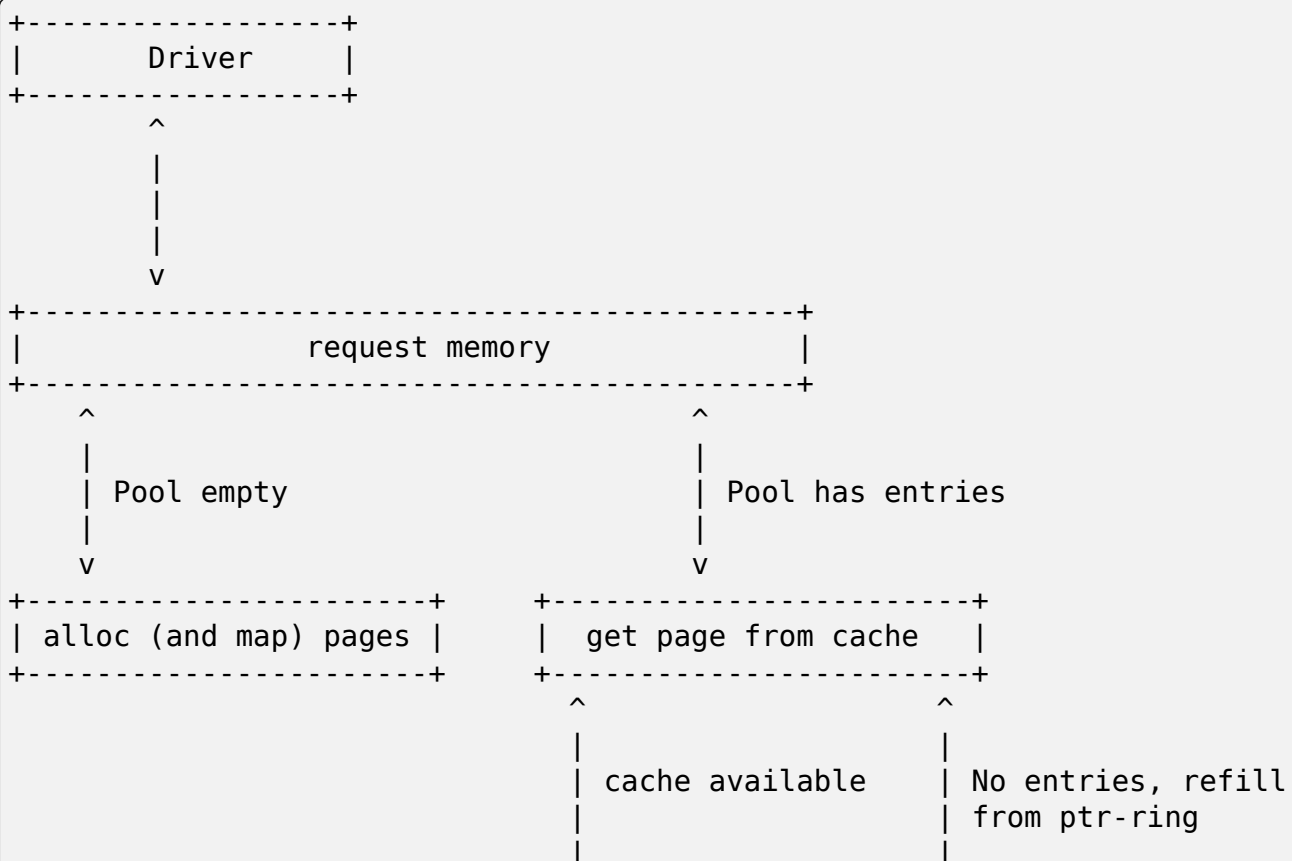 +------------------+
|       Driver     |
+------------------+
        ^
        |
        |
        |
        v
+--------------------------------------------+
|                request memory              |
+--------------------------------------------+
    ^                                  ^
    |                                  |
    | Pool empty                       | Pool has entries
    |                                  |
    v                                  v
+-----------------------+     +------------------------+
| alloc (and map) pages |     |  get page from cache   |
+-----------------------+     +------------------------+
                                ^                    ^
                                |                    |
                                | cache available    | No entries, refill
                                |                    | from ptr-ring
                                |                    |